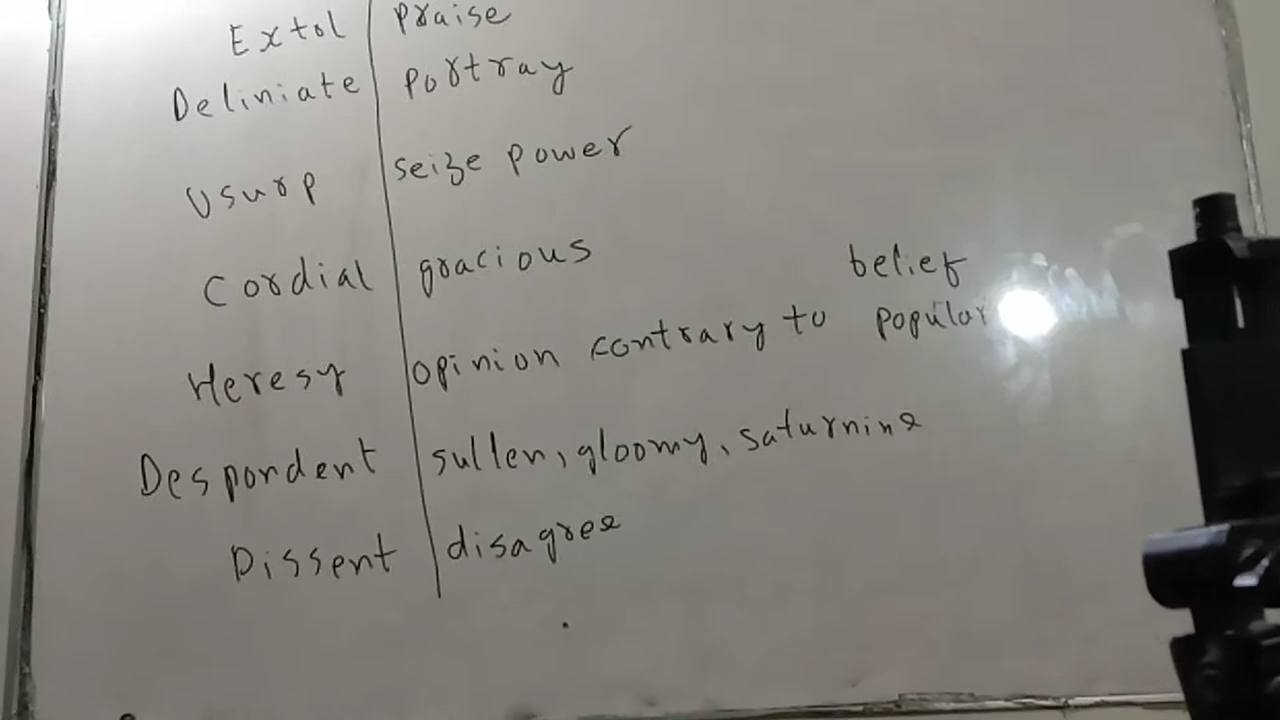 Extol praise
Deliniate portray
Usurp seize power
Cordial gracious
belief
Heresy opinion contrary to popular
Despondent sullen, gloomy, saturnine
Dissent disagree